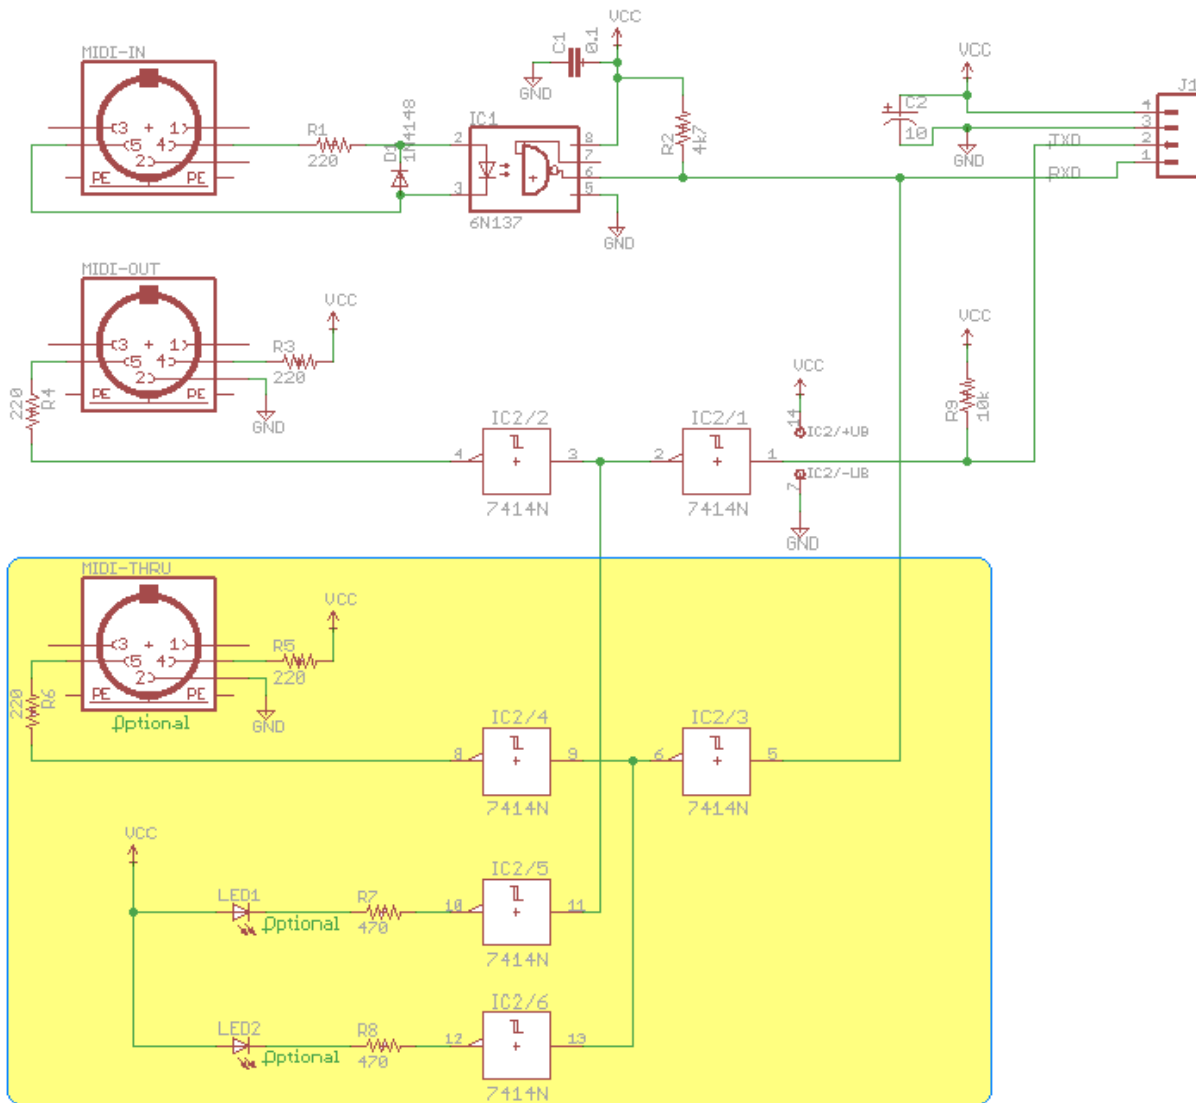 MIDI-IN
3 + 1
5 4
2
PE PE
R1
220
D1
1N4148
IC1
2
3
8
7
6
5
+
6N137
C1
0.1
VCC
GND
GND
R2
4k7
VCC
C2
+
10
GND
TXD
RXD
J1
4
3
2
1
MIDI-OUT
3 + 1
5 4
2
PE PE
R3
220
VCC
GND
220
R4
IC2/2
4 + 3
7414N
IC2/1
2 + 1
7414N
VCC
14
IC2/+UB
IC2/-UB
7
GND
VCC
R9
10k
MIDI-THRU
3 + 1
5 4
2
PE PE
Optional
R5
220
VCC
GND
220
R6
IC2/4
8 + 9
7414N
IC2/3
6 + 5
7414N
VCC
LED1
Optional
R7
470
IC2/5
10 + 11
7414N
LED2
Optional
R8
470
IC2/6
12 + 13
7414N